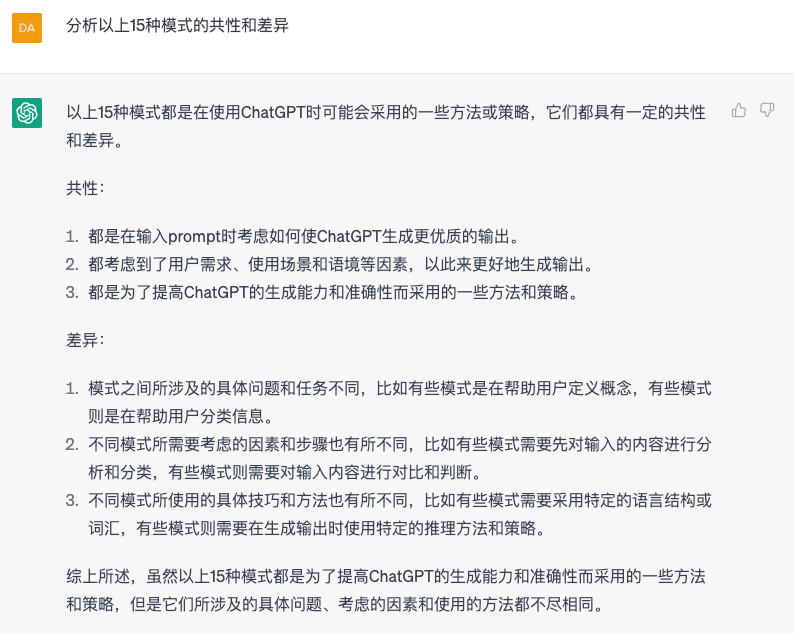 DA
分析以上15种模式的共性和差异
以上15种模式都是在使用ChatGPT时可能会采用的一些方法或策略，它们都具有一定的共性
和差异。
共性：
1. 都是在输入prompt时考虑如何使ChatGPT生成更优质的输出。
2. 都考虑到了用户需求、使用场景和语境等因素，以此来更好地生成输出。
3. 都是为了提高ChatGPT的生成能力和准确性而采用的一些方法和策略。
差异：
1. 模式之间所涉及的具体问题和任务不同，比如有些模式是在帮助用户定义概念，有些模式
则是在帮助用户分类信息。
2. 不同模式所需要考虑的因素和步骤也有所不同，比如有些模式需要先对输入的内容进行分
析和分类，有些模式则需要对输入内容进行对比和判断。
3. 不同模式所使用的具体技巧和方法也有所不同，比如有些模式需要采用特定的语言结构或
词汇，有些模式则需要在生成输出时使用特定的推理方法和策略。
综上所述，虽然以上15种模式都是为了提高ChatGPT的生成能力和准确性而采用的一些方法
和策略，但是它们所涉及的具体问题、考虑的因素和使用的方法都不尽相同。